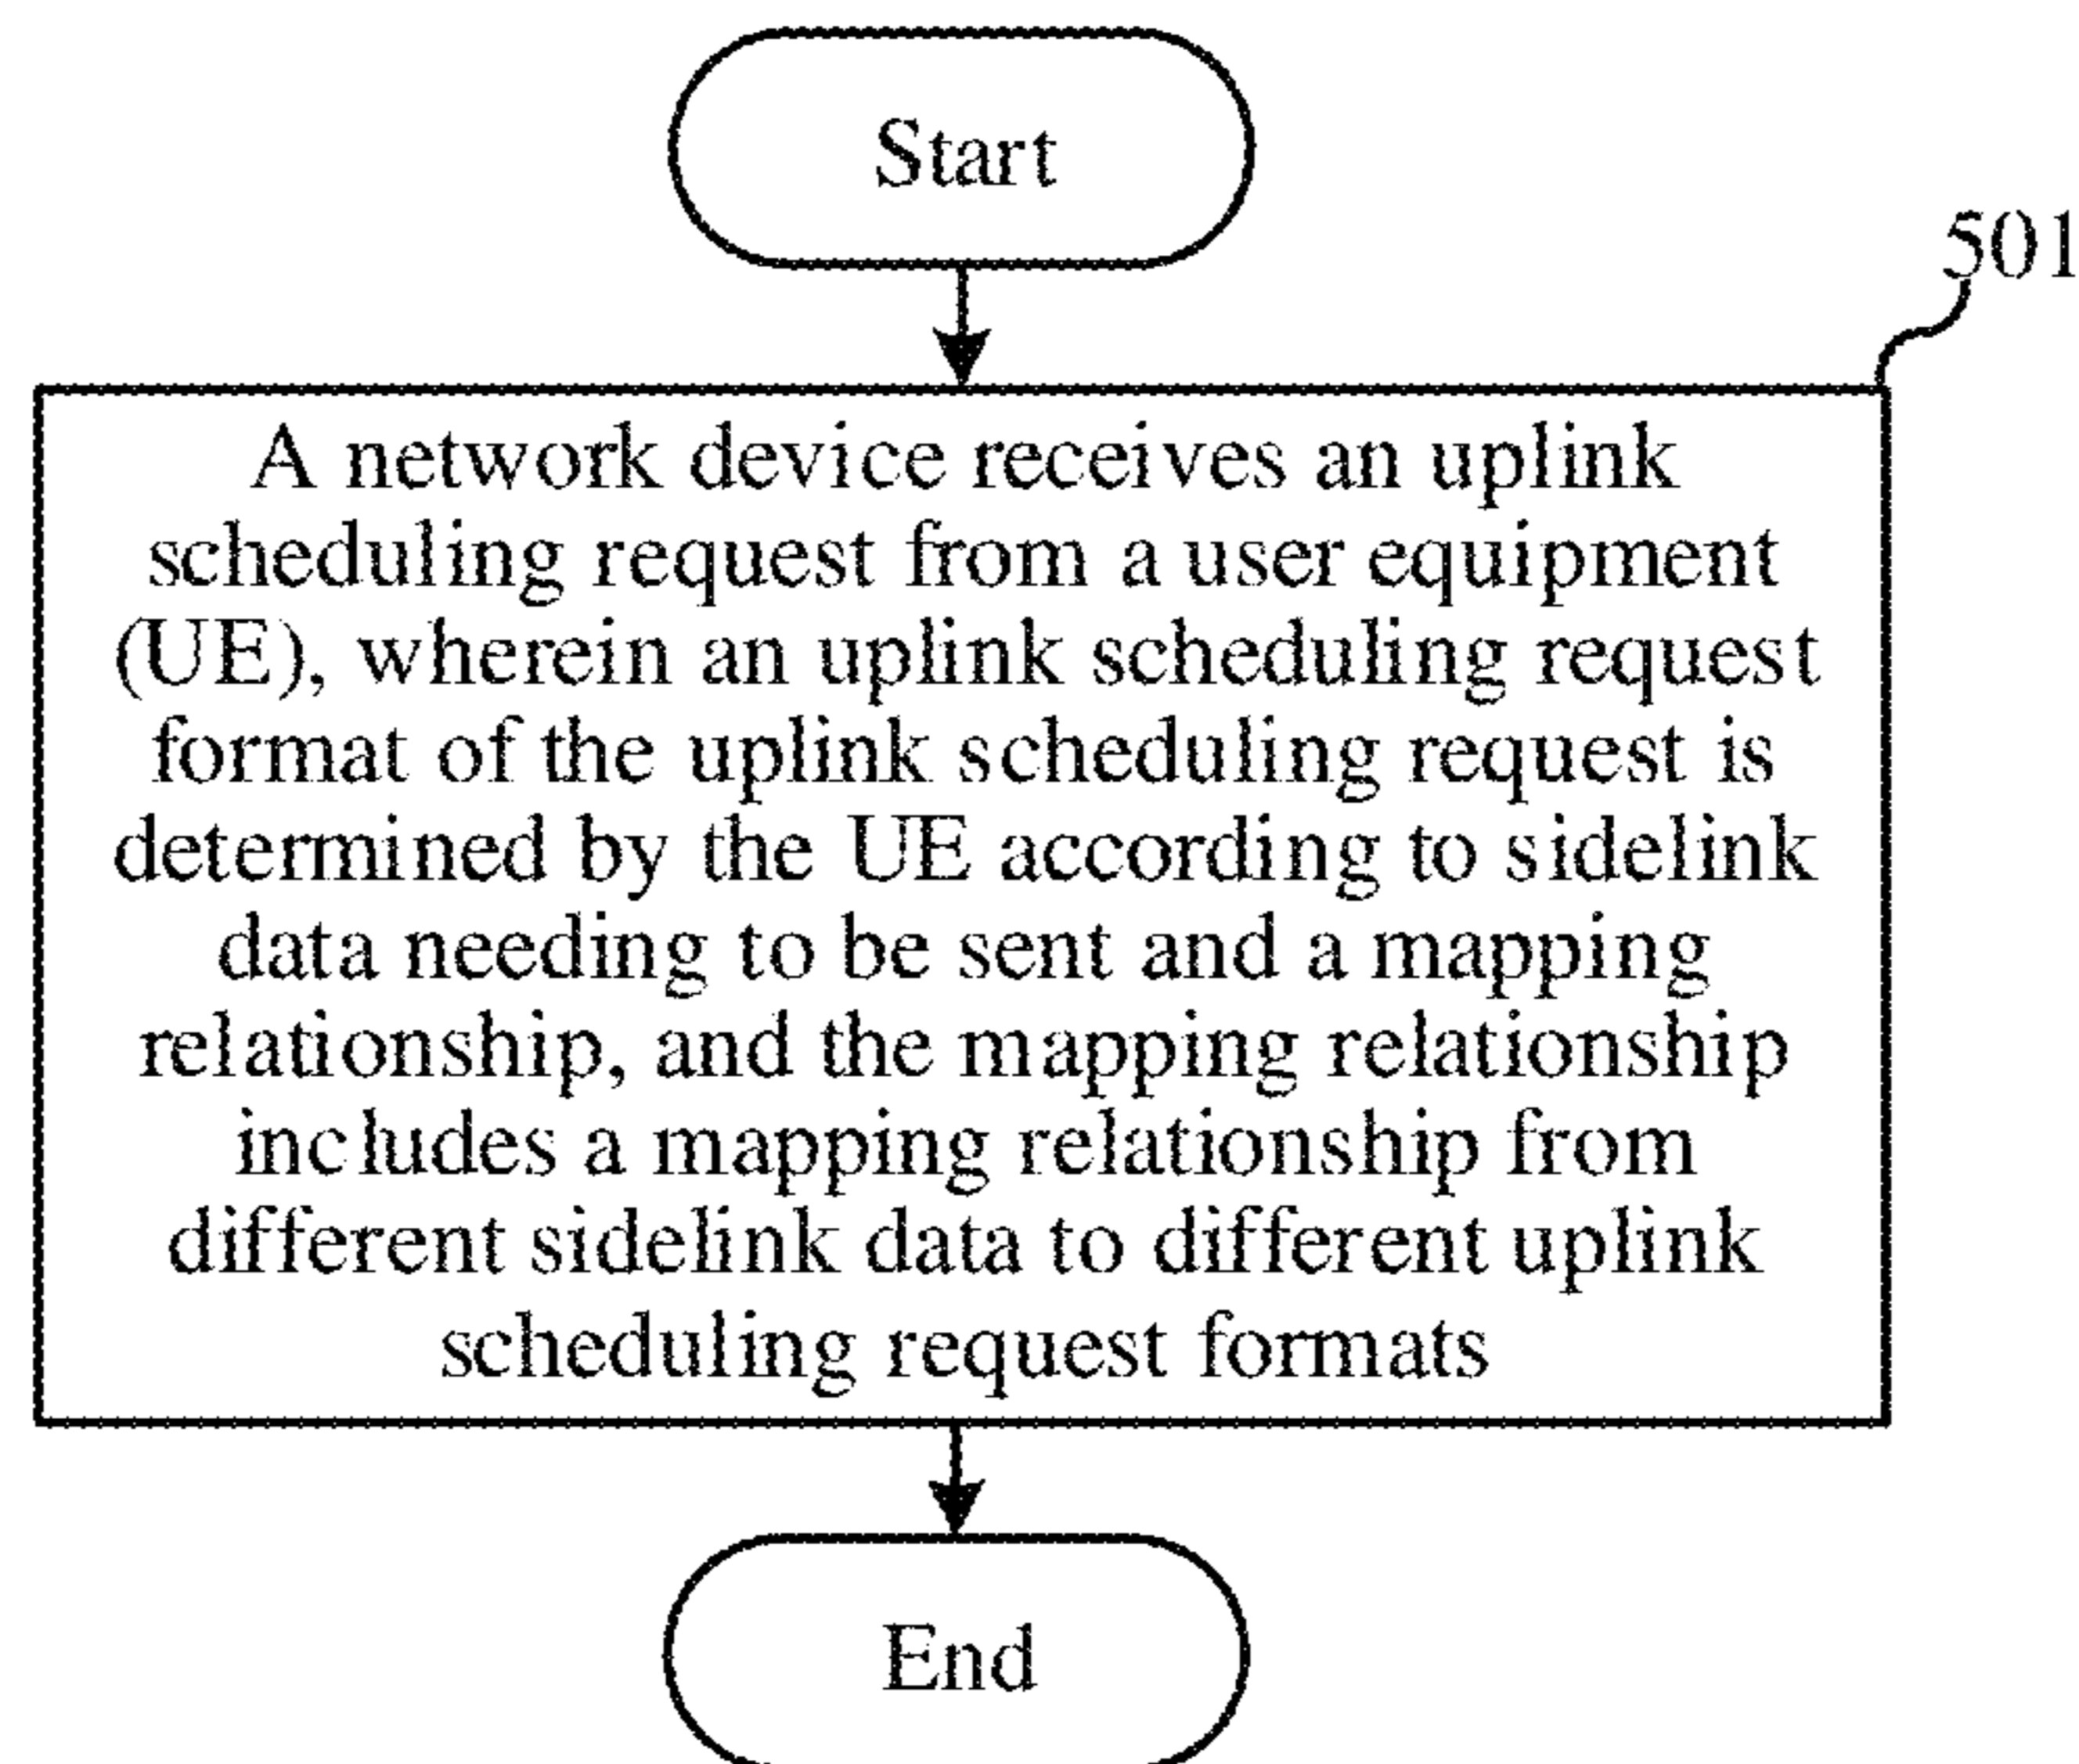 Start
501
A network device receives an uplink
scheduling request from a user equipment
(UE), wherein an uplink scheduling request
format of the uplink scheduling request is
determined by the UE according to sidelink
data needing to be sent and a mapping
relationship, and the mapping relationship
includes a mapping relationship from
different sidelink data to different uplink
scheduling request formats
End